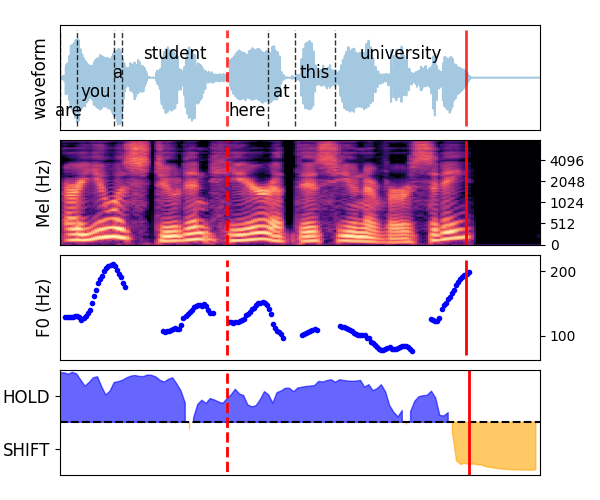 waveform
are
you
a
student
here
at
this
university
Mel (Hz)
4096
2048
1024
512
0
F0 (Hz)
200
100
HOLD
SHIFT